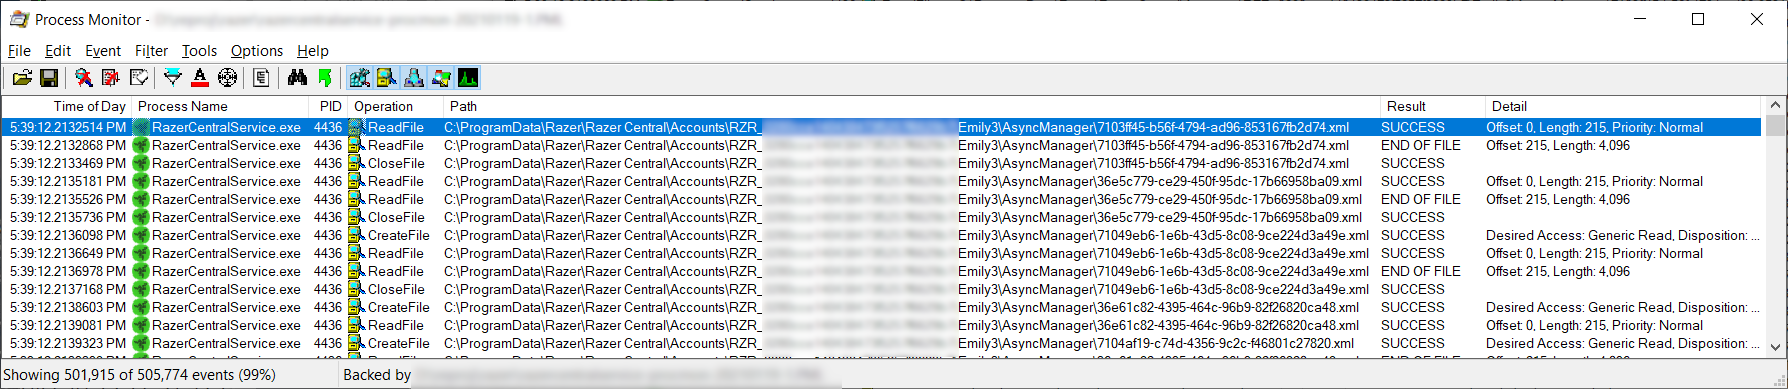 Process Monitor -
File Edit Event Filter Tools Options Help
Time of Day Process Name PID Operation Path Result Detail
5:39:12.2132514 PM RazerCentralService.exe 4436 ReadFile C:\ProgramData\Razer\Razer Central\Accounts\RZR_ Emily3\AsyncManager\7103ff45-b56f-4794-ad96-853167fb2d74.xml SUCCESS Offset: 0, Length: 215, Priority: Normal
5:39:12.2132868 PM RazerCentralService.exe 4436 ReadFile C:\ProgramData\Razer\Razer Central\Accounts\RZR_ Emily3\AsyncManager\7103ff45-b56f-4794-ad96-853167fb2d74.xml END OF FILE Offset: 215, Length: 4,096
5:39:12.2133469 PM RazerCentralService.exe 4436 CloseFile C:\ProgramData\Razer\Razer Central\Accounts\RZR_ Emily3\AsyncManager\7103ff45-b56f-4794-ad96-853167fb2d74.xml SUCCESS
5:39:12.2135181 PM RazerCentralService.exe 4436 ReadFile C:\ProgramData\Razer\Razer Central\Accounts\RZR_ Emily3\AsyncManager\36e5c779-ce29-450f-95dc-17b66958ba09.xml SUCCESS Offset: 0, Length: 215, Priority: Normal
5:39:12.2135526 PM RazerCentralService.exe 4436 ReadFile C:\ProgramData\Razer\Razer Central\Accounts\RZR_ Emily3\AsyncManager\36e5c779-ce29-450f-95dc-17b66958ba09.xml END OF FILE Offset: 215, Length: 4,096
5:39:12.2135736 PM RazerCentralService.exe 4436 CloseFile C:\ProgramData\Razer\Razer Central\Accounts\RZR_ Emily3\AsyncManager\36e5c779-ce29-450f-95dc-17b66958ba09.xml SUCCESS
5:39:12.2136098 PM RazerCentralService.exe 4436 CreateFile C:\ProgramData\Razer\Razer Central\Accounts\RZR_ Emily3\AsyncManager\71049eb6-1e6b-43d5-8c08-9ce224d3a49e.xml SUCCESS Desired Access: Generic Read, Disposition: ...
5:39:12.2136649 PM RazerCentralService.exe 4436 ReadFile C:\ProgramData\Razer\Razer Central\Accounts\RZR_ Emily3\AsyncManager\71049eb6-1e6b-43d5-8c08-9ce224d3a49e.xml SUCCESS Offset: 0, Length: 215, Priority: Normal
5:39:12.2136978 PM RazerCentralService.exe 4436 ReadFile C:\ProgramData\Razer\Razer Central\Accounts\RZR_ Emily3\AsyncManager\71049eb6-1e6b-43d5-8c08-9ce224d3a49e.xml END OF FILE Offset: 215, Length: 4,096
5:39:12.2137168 PM RazerCentralService.exe 4436 CloseFile C:\ProgramData\Razer\Razer Central\Accounts\RZR_ Emily3\AsyncManager\71049eb6-1e6b-43d5-8c08-9ce224d3a49e.xml SUCCESS
5:39:12.2138603 PM RazerCentralService.exe 4436 CreateFile C:\ProgramData\Razer\Razer Central\Accounts\RZR_ Emily3\AsyncManager\36e61c82-4395-464c-96b9-82f26820ca48.xml SUCCESS Desired Access: Generic Read, Disposition: ...
5:39:12.2139081 PM RazerCentralService.exe 4436 ReadFile C:\ProgramData\Razer\Razer Central\Accounts\RZR_ Emily3\AsyncManager\36e61c82-4395-464c-96b9-82f26820ca48.xml SUCCESS Offset: 0, Length: 215, Priority: Normal
5:39:12.2139323 PM RazerCentralService.exe 4436 CreateFile C:\ProgramData\Razer\Razer Central\Accounts\RZR_ Emily3\AsyncManager\7104af19-c74d-4356-9c2c-f46801c27820.xml SUCCESS Desired Access: Generic Read, Disposition: ...
Showing 501,915 of 505,774 events (99%) Backed by